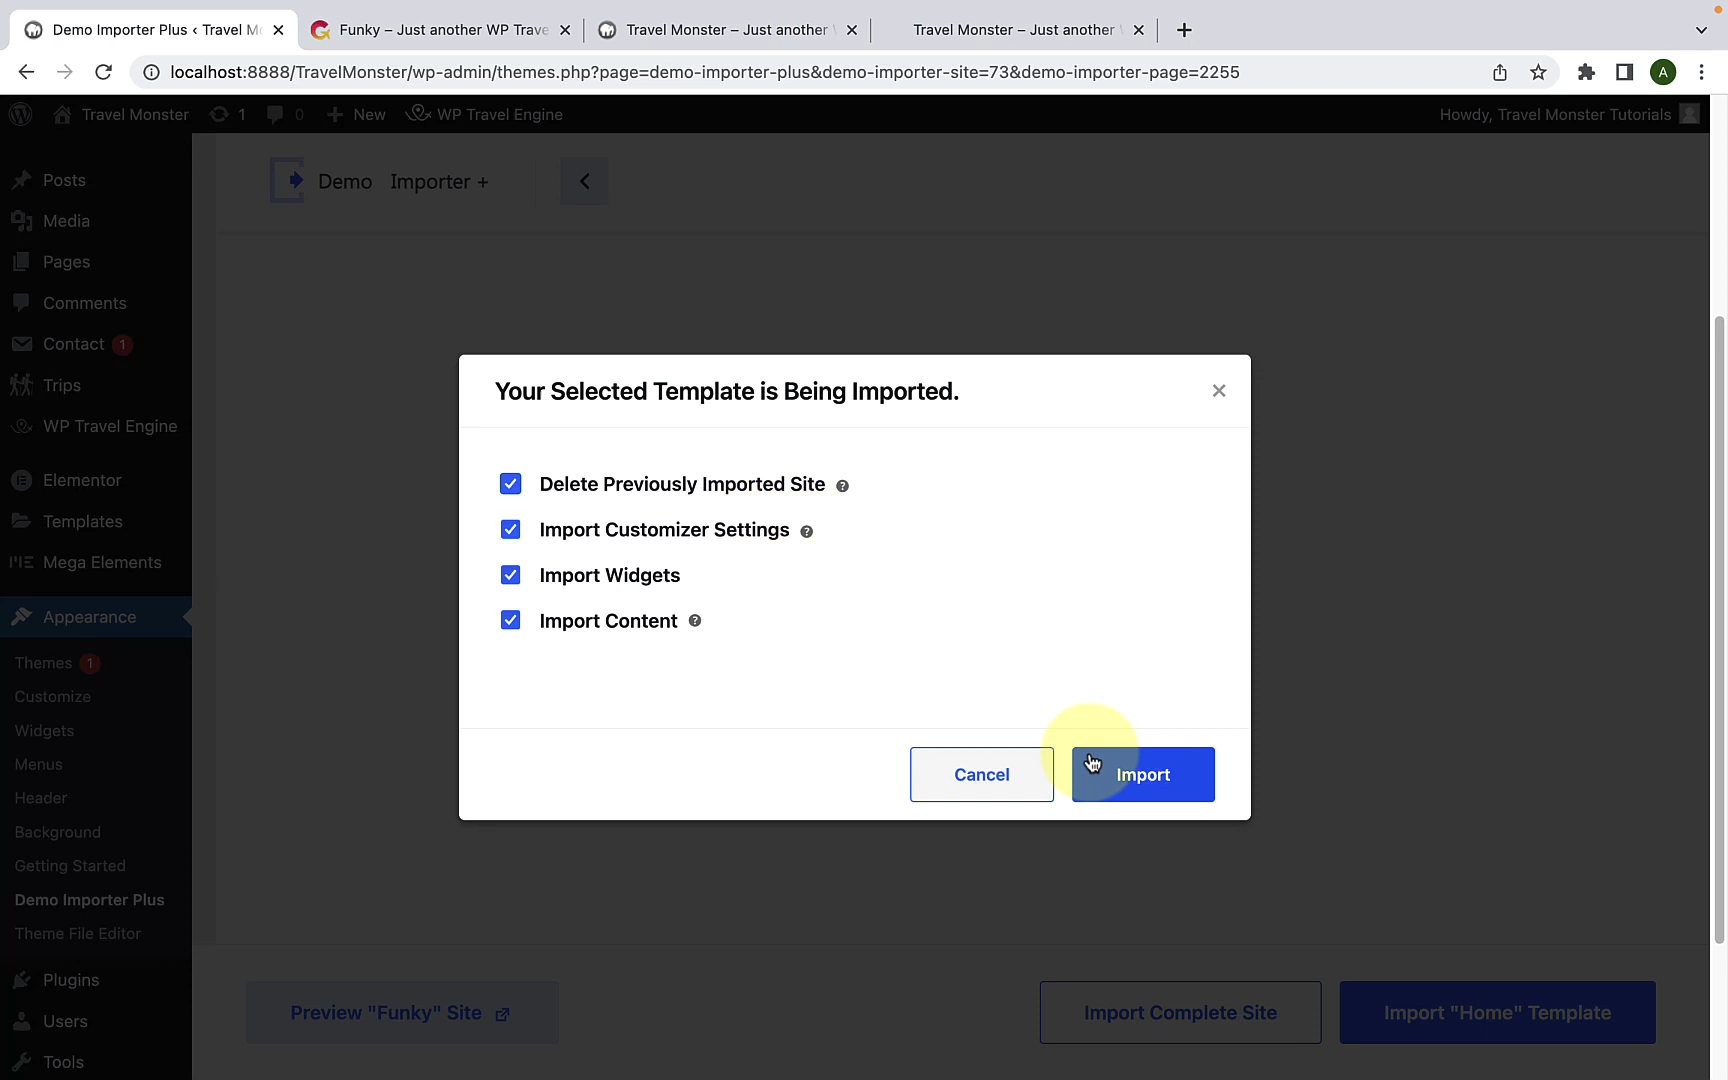 Demo Importer Plus ‹ Travel Mo
Funky – Just another WP Trave
Travel Monster – Just another
Travel Monster – Just another
localhost:8888/TravelMonster/wp-admin/themes.php?page=demo-importer-plus&demo-importer-site=73&demo-importer-page=2255
A
Travel Monster
1
0
New
WP Travel Engine
Howdy, Travel Monster Tutorials
Posts
Media
Pages
Comments
Contact 1
Trips
WP Travel Engine
Elementor
Templates
Mega Elements
Appearance
Themes 1
Customize
Widgets
Menus
Header
Background
Getting Started
Demo Importer Plus
Theme File Editor
Plugins
Users
Tools
Demo Importer +
Your Selected Template is Being Imported.
Delete Previously Imported Site
Import Customizer Settings
Import Widgets
Import Content
Cancel
Import
Preview "Funky" Site
Import Complete Site
Import "Home" Template